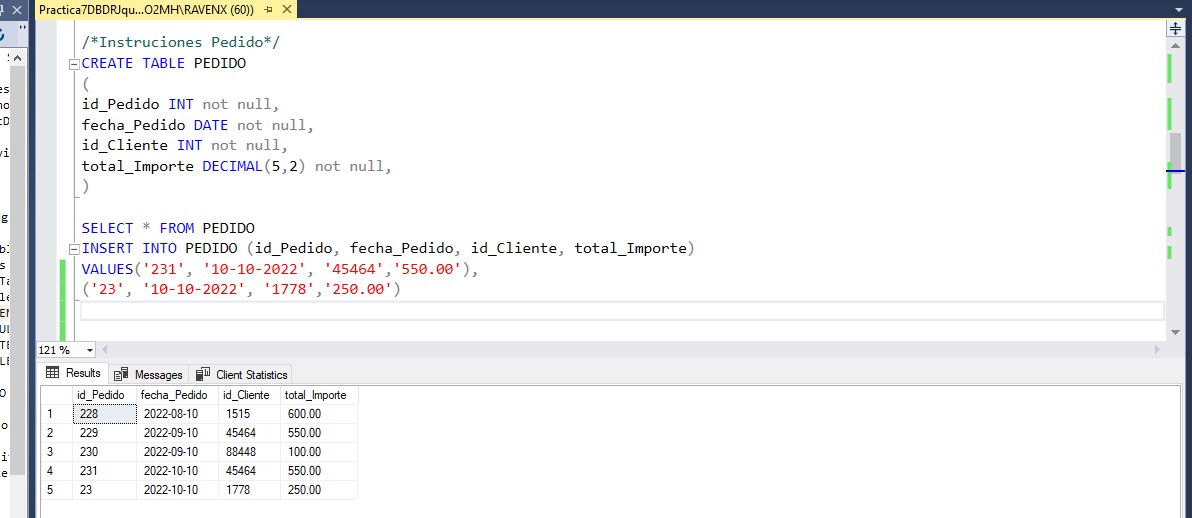 Practica7DBDRJqu...O2MH\RAVENX (60))
/*Instruciones Pedido*/
CREATE TABLE PEDIDO
(
id_Pedido INT not null,
fecha_Pedido DATE not null,
id_Cliente INT not null,
total_Importe DECIMAL(5,2) not null,
)
SELECT * FROM PEDIDO
INSERT INTO PEDIDO (id_Pedido, fecha_Pedido, id_Cliente, total_Importe)
VALUES('231', '10-10-2022', '45464','550.00'),
('23', '10-10-2022', '1778','250.00')
121 %
Results Messages Client Statistics
id_Pedido fecha_Pedido id_Cliente total_Importe
1 228 2022-08-10 1515 600.00
2 229 2022-09-10 45464 550.00
3 230 2022-09-10 88448 100.00
4 231 2022-10-10 45464 550.00
5 23 2022-10-10 1778 250.00